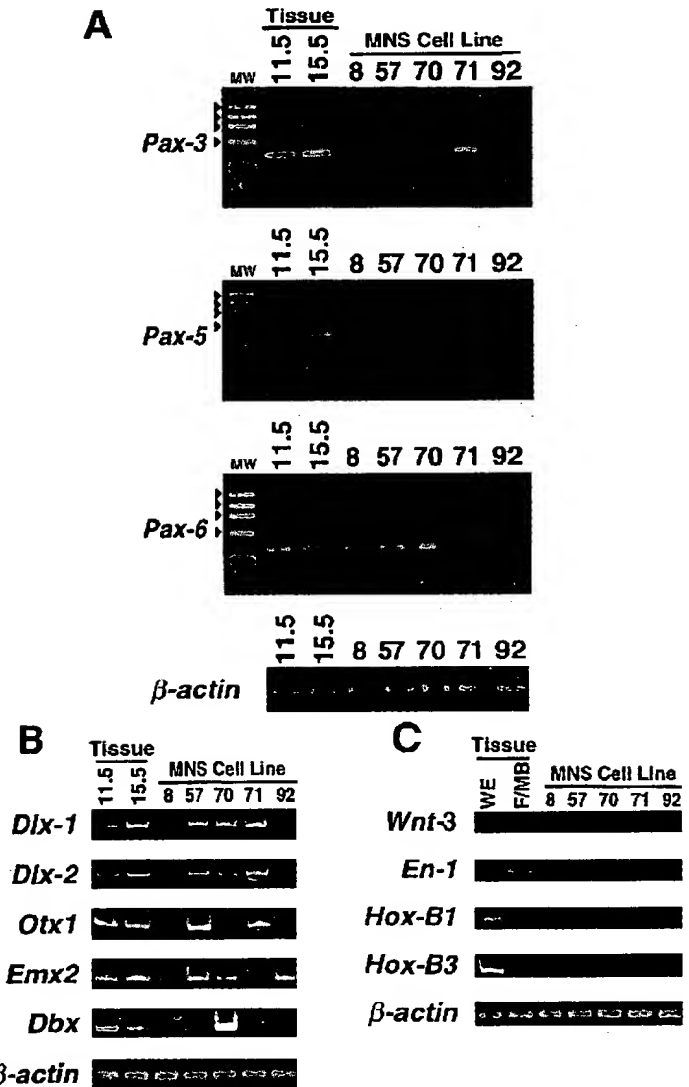 A
Tissue
MNS Cell Line
MW 11.5 15.5 8 57 70 71 92
Pax-3
MW 11.5 15.5 8 57 70 71 92
Pax-5
MW 11.5 15.5 8 57 70 71 92
Pax-6
11.5 15.5 8 57 70 71 92
β-actin
B
Tissue
MNS Cell Line
11.5 15.5 8 57 70 71 92
Dlx-1
Dlx-2
Otx1
Emx2
Dbx
β-actin
C
Tissue
MNS Cell Line
WE F/MB 8 57 70 71 92
Wnt-3
En-1
Hox-B1
Hox-B3
β-actin